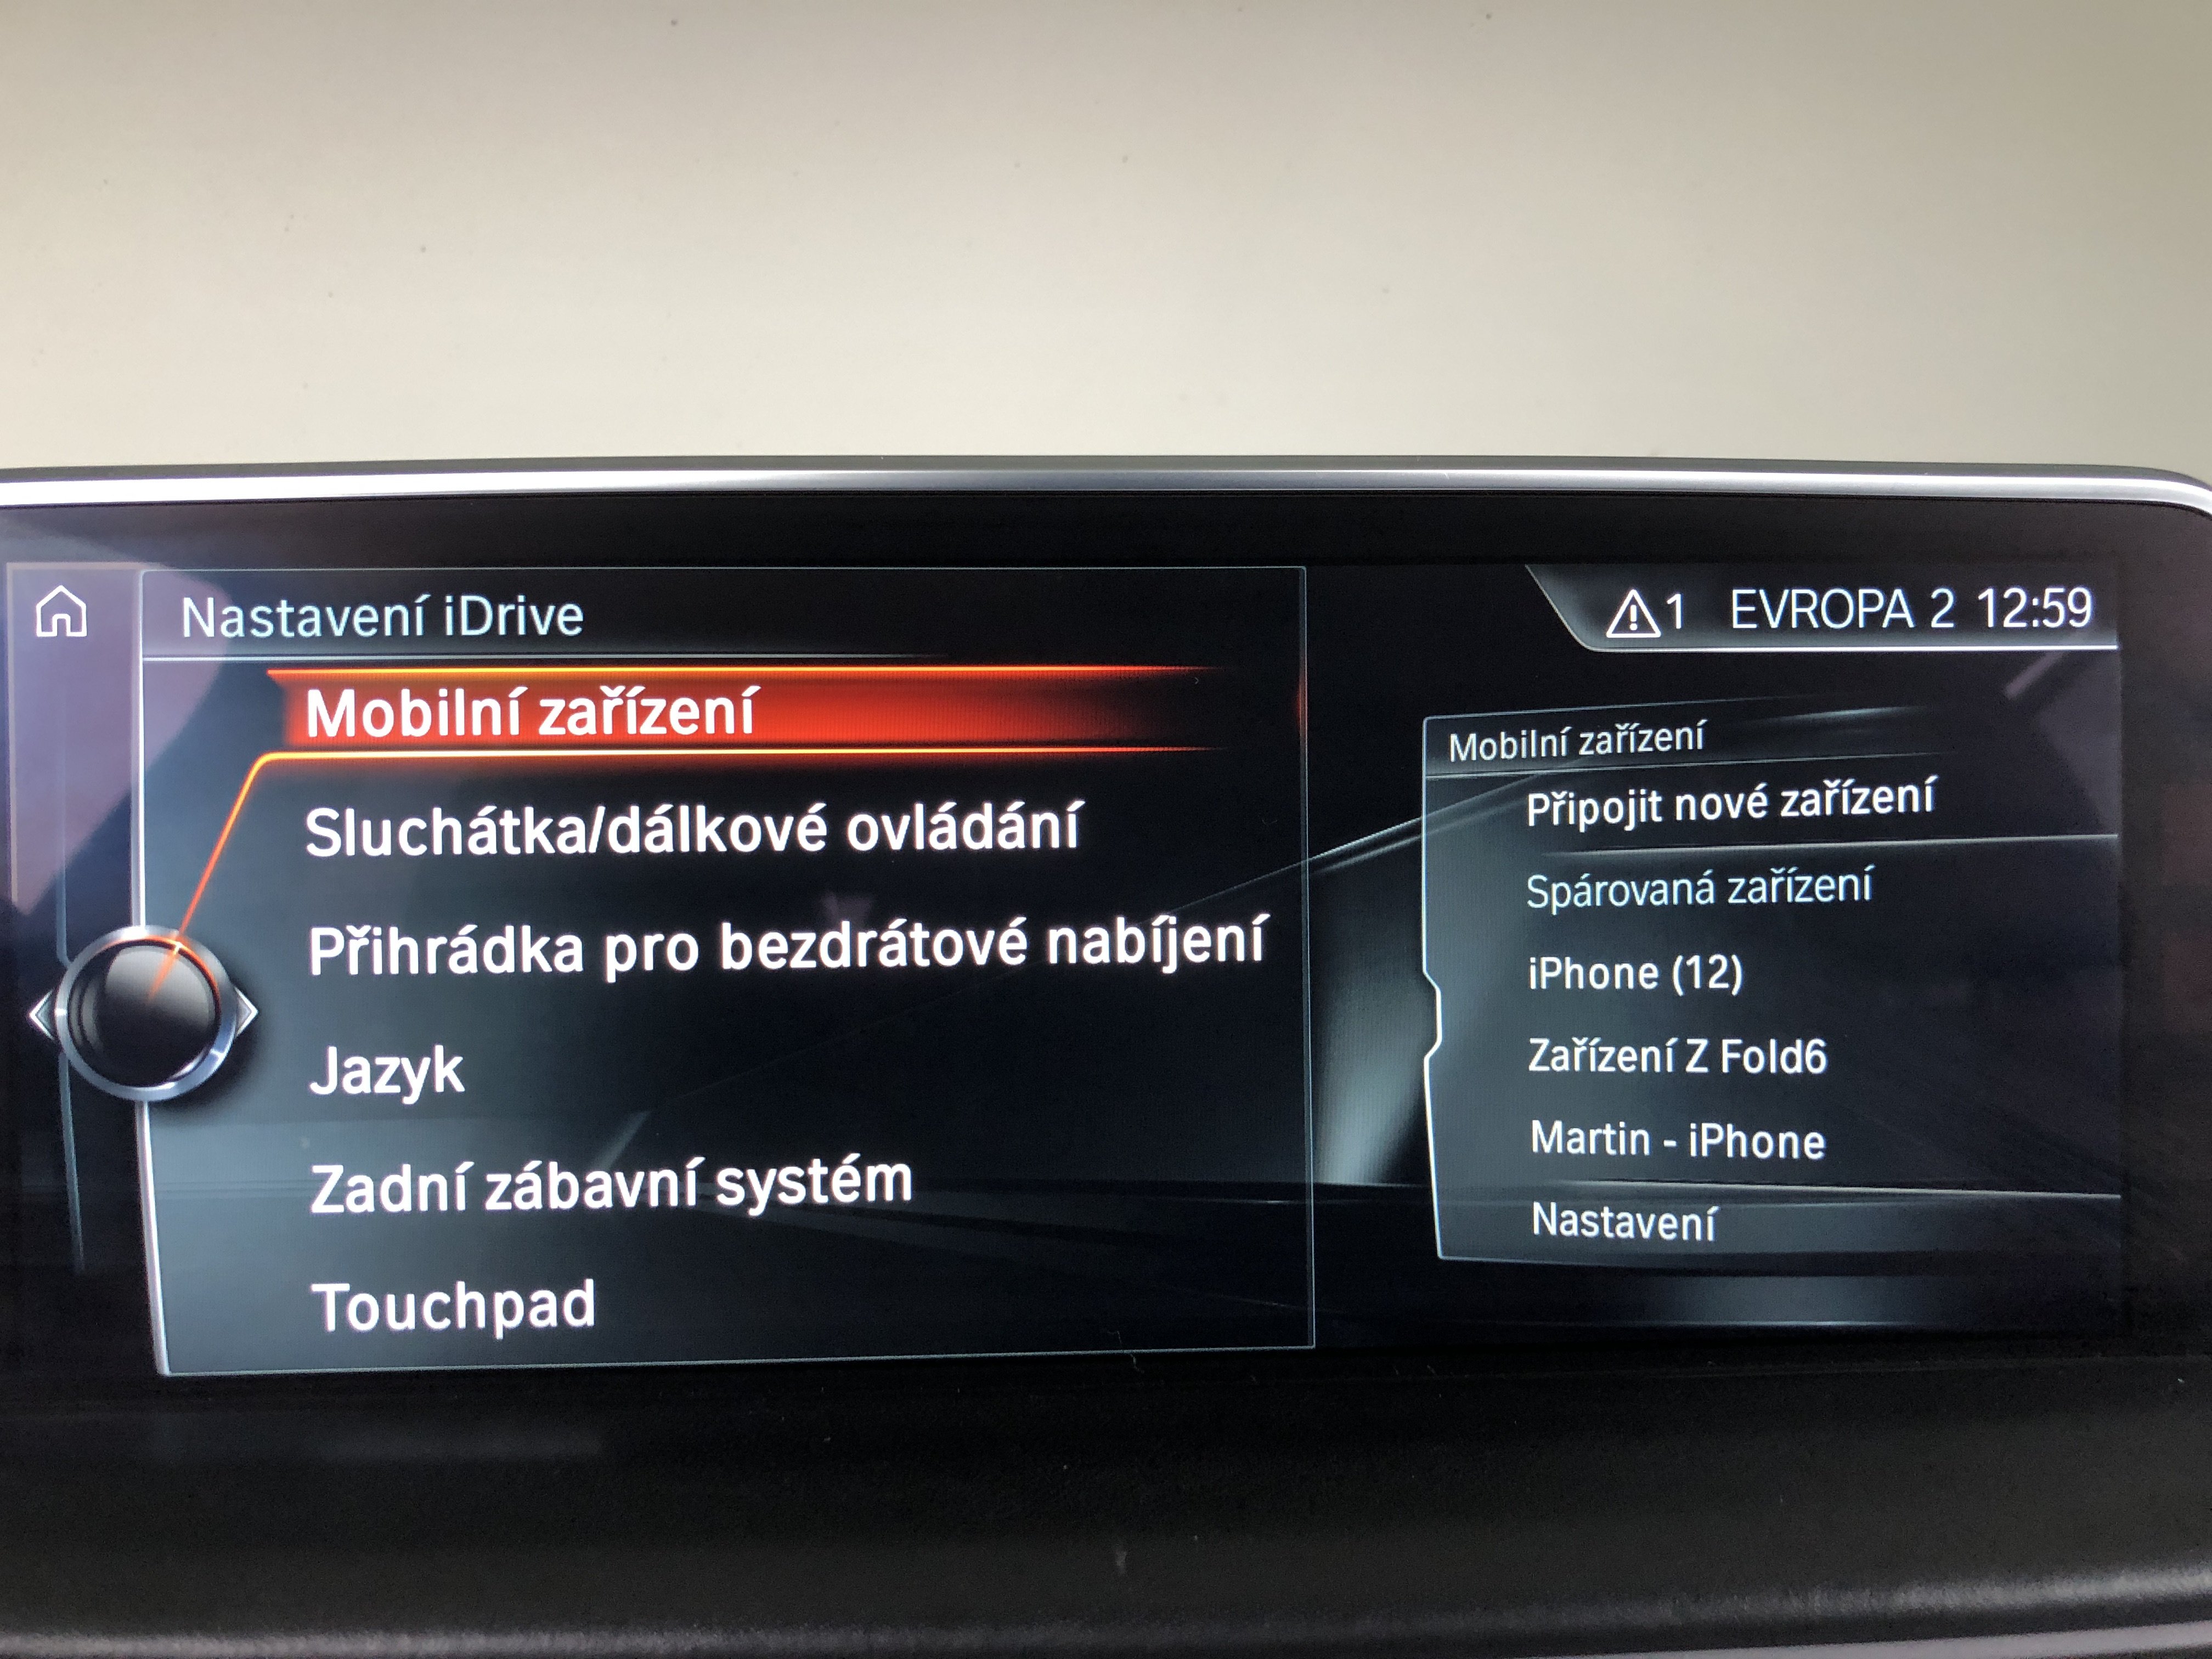 Nastavení iDrive
1 EVROPA 2 12:59
Mobilní zařízení
Sluchátka/dálkové ovládání
Přihrádka pro bezdrátové nabíjení
Jazyk
Zadní zábavní systém
Touchpad
Mobilní zařízení
Připojit nové zařízení
Spárovaná zařízení
iPhone (12)
Zařízení Z Fold6
Martin - iPhone
Nastavení